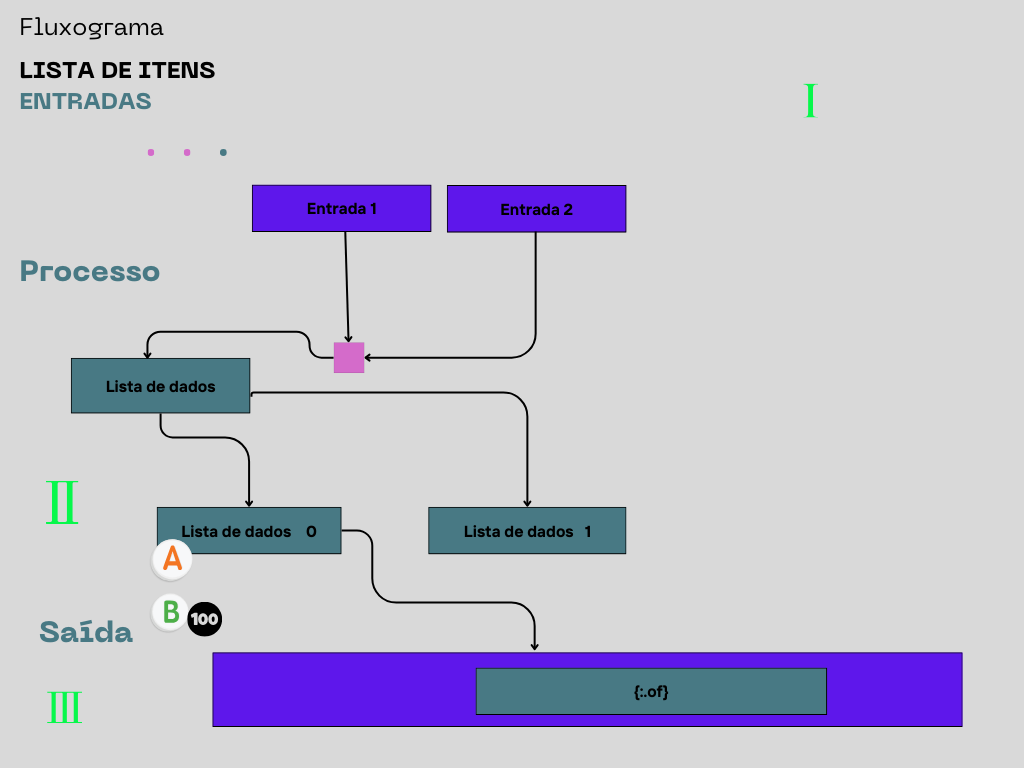 Fluxograma
LISTA DE ITENS
ENTRADAS
I
Entrada 1
Entrada 2
Processo
Lista de dados
II
Lista de dados 0
Lista de dados 1
A
B
100
Saída
{:.of}
III